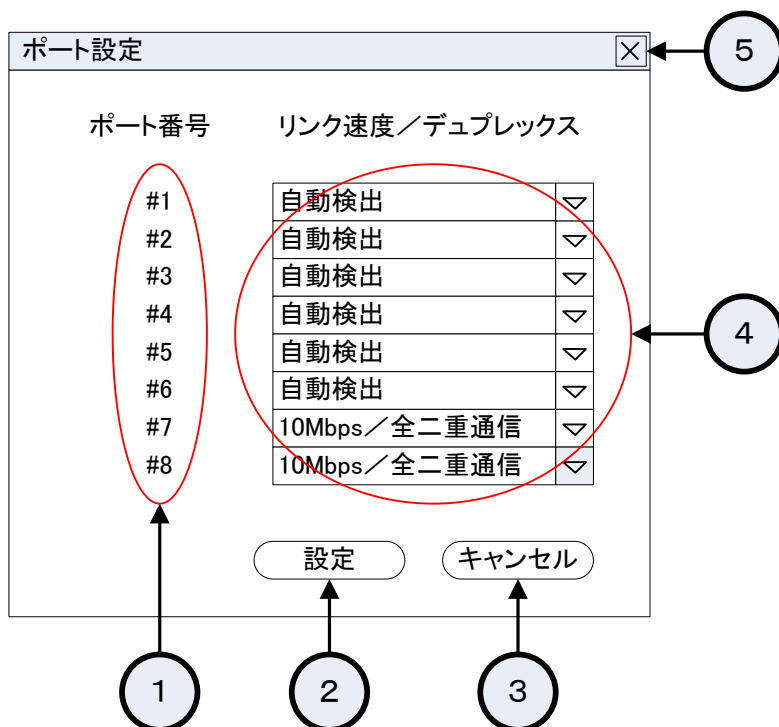 ポート設定
5
ポート番号 リンク速度／デュプレックス
#1 自動検出
#2 自動検出
#3 自動検出
#4 自動検出
4
#5 自動検出
#6 自動検出
#7 10Mbps／全二重通信
#8 10Mbps／全二重通信
設定 キャンセル
1 2 3